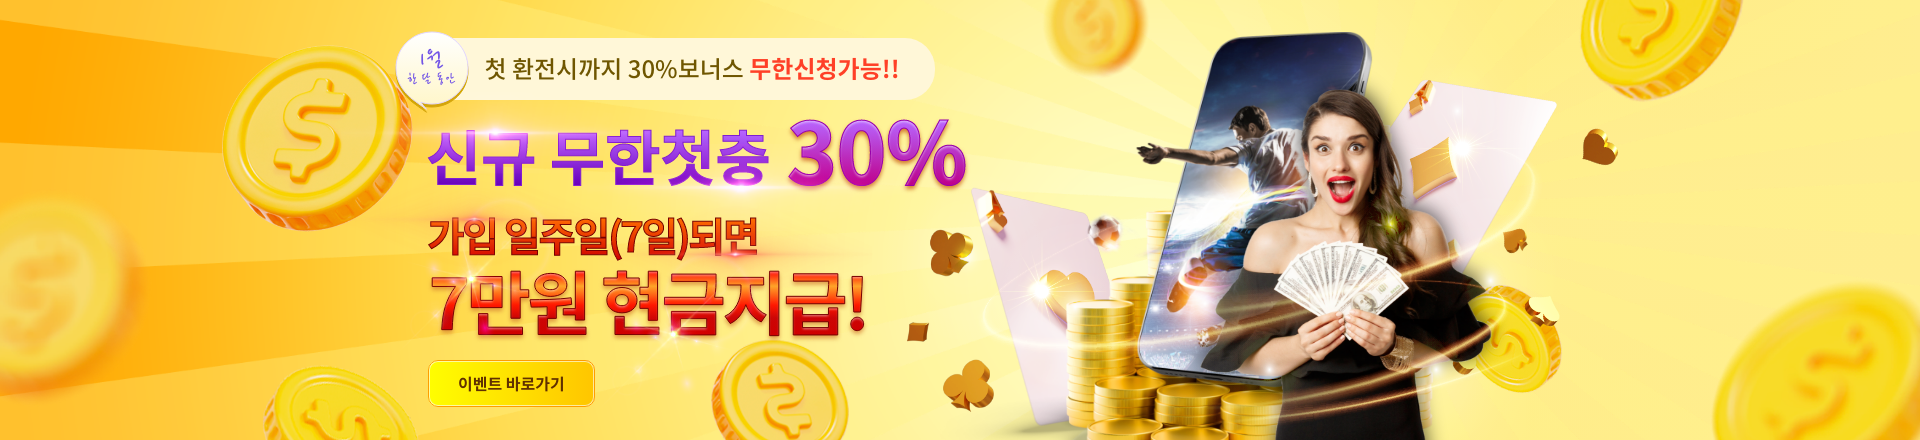 1월
한 달 동안
첫 환전시까지 30%보너스 무한신청가능!!
신규 무한첫충 30%
가입 일주일(7일)되면
7만원 현금지급!
이벤트 바로가기